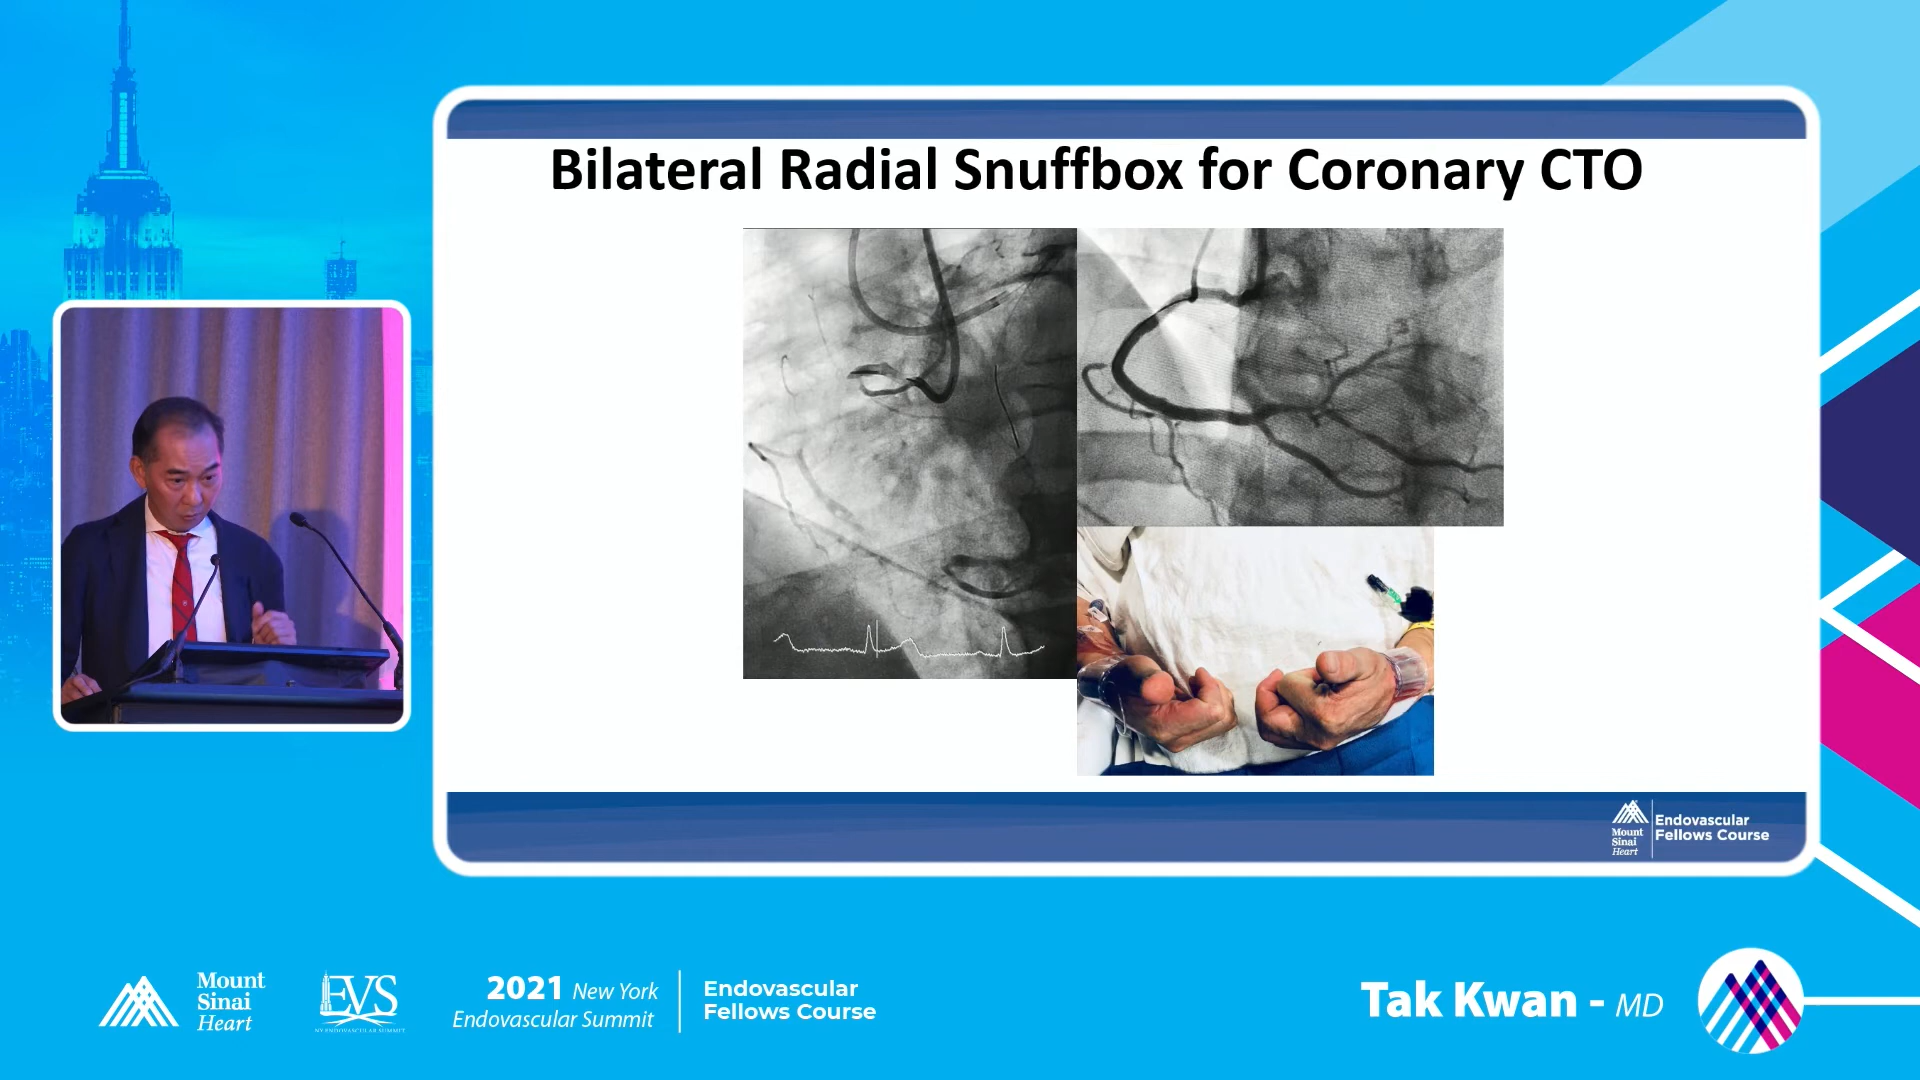 Bilateral Radial Snuffbox for Coronary CTO
Mount
Sinai
Heart
Endovascular
Fellows Course
Mount
Sinai
Heart
EVS
NY ENDOVASCULAR SUMMIT
2021 New York
Endovascular Summit
Endovascular
Fellows Course
Tak Kwan - MD